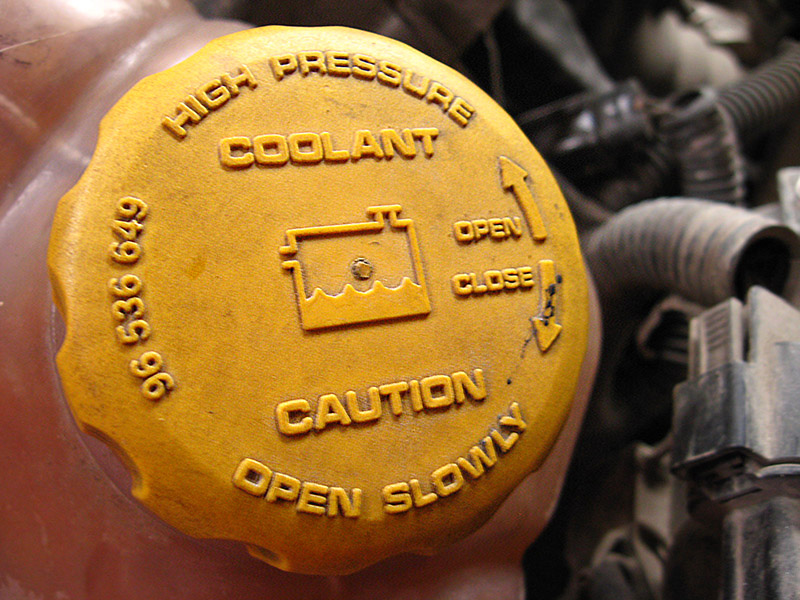 HIGH PRESSURE
COOLANT
OPEN
CLOSE
96 536 649
CAUTION
OPEN SLOWLY